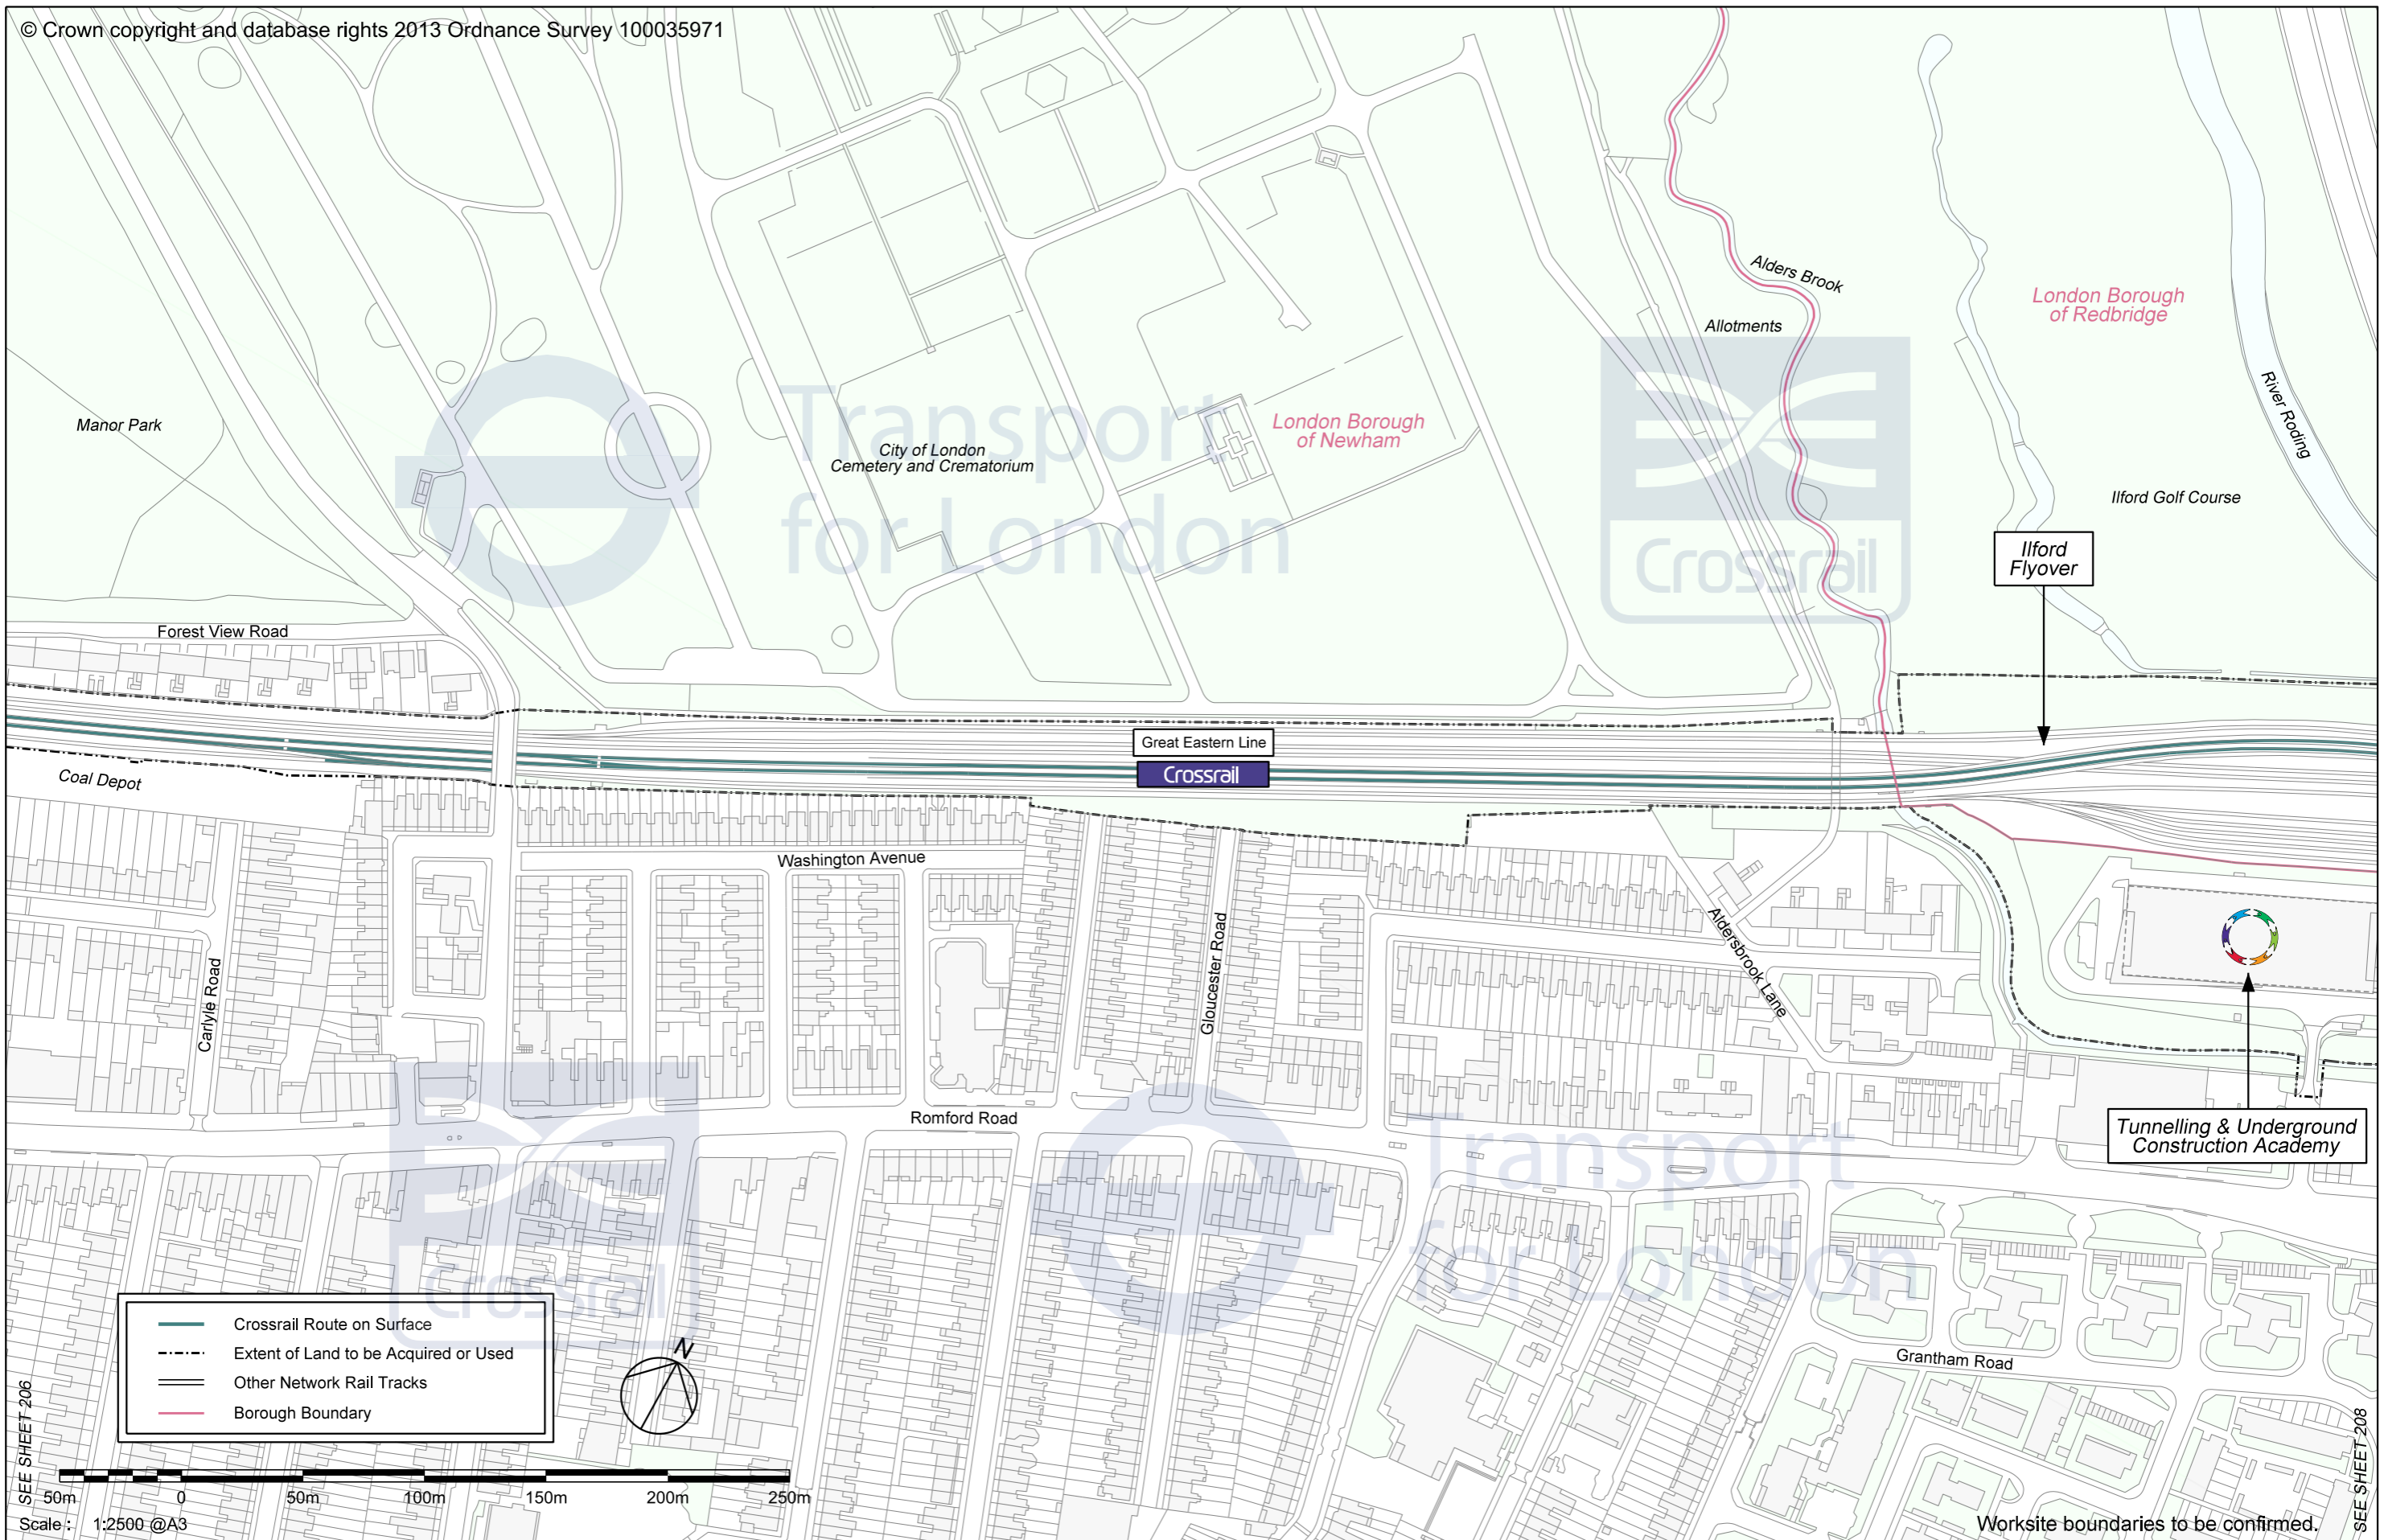 © Crown copyright and database rights 2013 Ordnance Survey 100035971
Alders Brook
London Borough
of Redbridge
Allotments
River Roding
Manor Park
Transport
for London
City of London
Cemetery and Crematorium
London Borough
of Newham
Crossrail
Ilford Golf Course
Ilford
Flyover
Forest View Road
Great Eastern Line
Crossrail
Coal Depot
Washington Avenue
Carlyle Road
Gloucester Road
Aldersbrook Lane
Romford Road
Tunnelling & Underground
Construction Academy
Transport
for London
Crossrail
Crossrail Route on Surface
Extent of Land to be Acquired or Used
Other Network Rail Tracks
Borough Boundary
N
Grantham Road
SEE SHEET 206
SEE SHEET 208
50m 0 50m 100m 150m 200m 250m
Scale : 1:2500 @A3
Worksite boundaries to be confirmed.